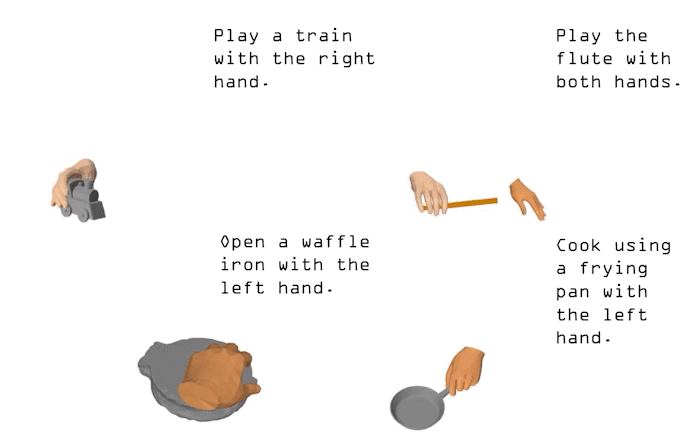 Play a train
with the right
hand.
Play the
flute with
both hands.
Open a waffle
iron with the
left hand.
Cook using
a frying
pan with
the left
hand.